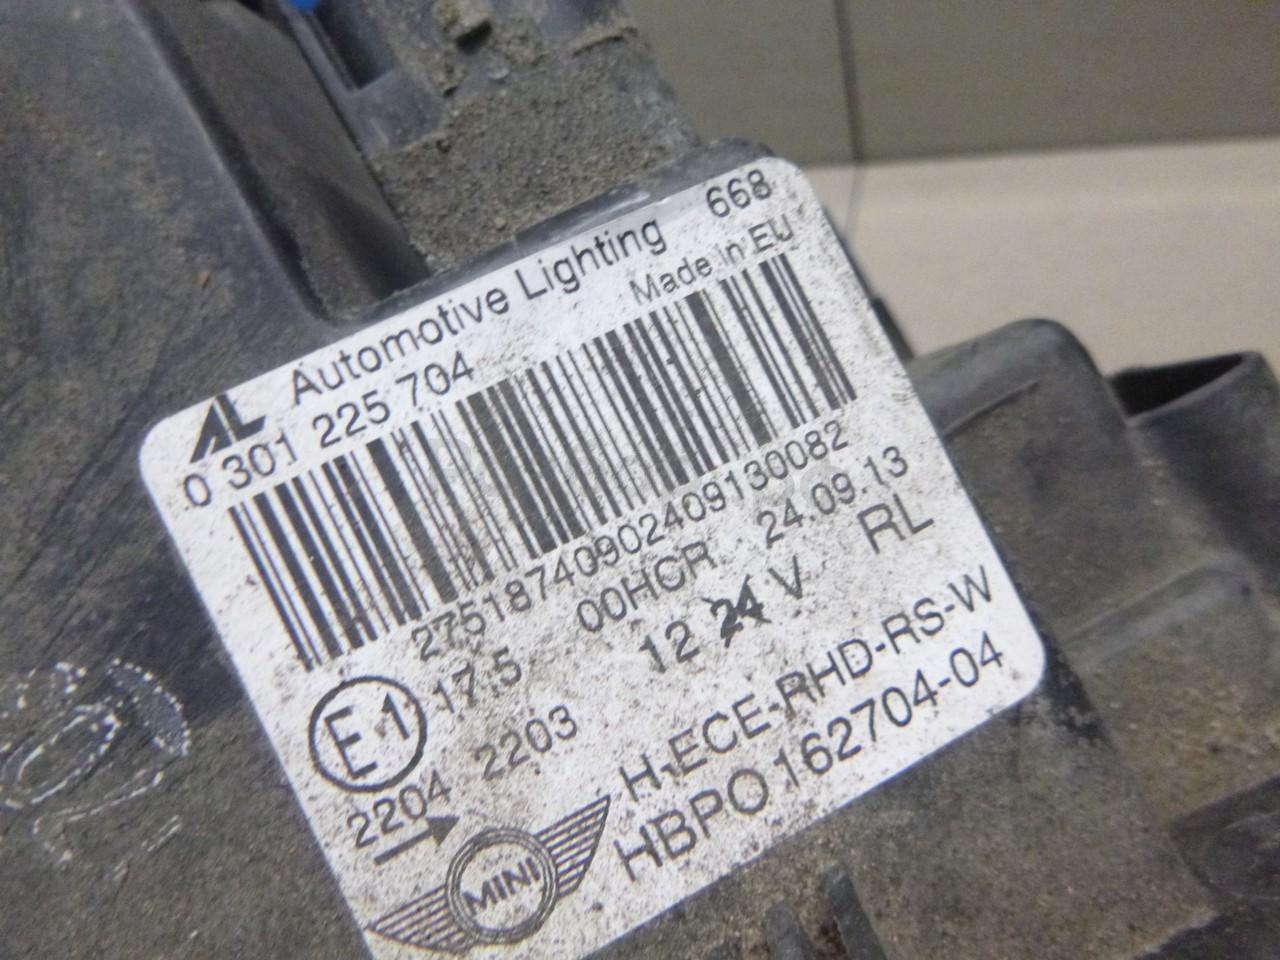 AL Automotive Lighting 668
0 301 225 704 Made in EU
27518740902409130082
00HCR 24.09.13
E1 17.5 12 24 V RL
2204 2203
H-ECE-RHD-RS-W
MINI HBPO 162704-04